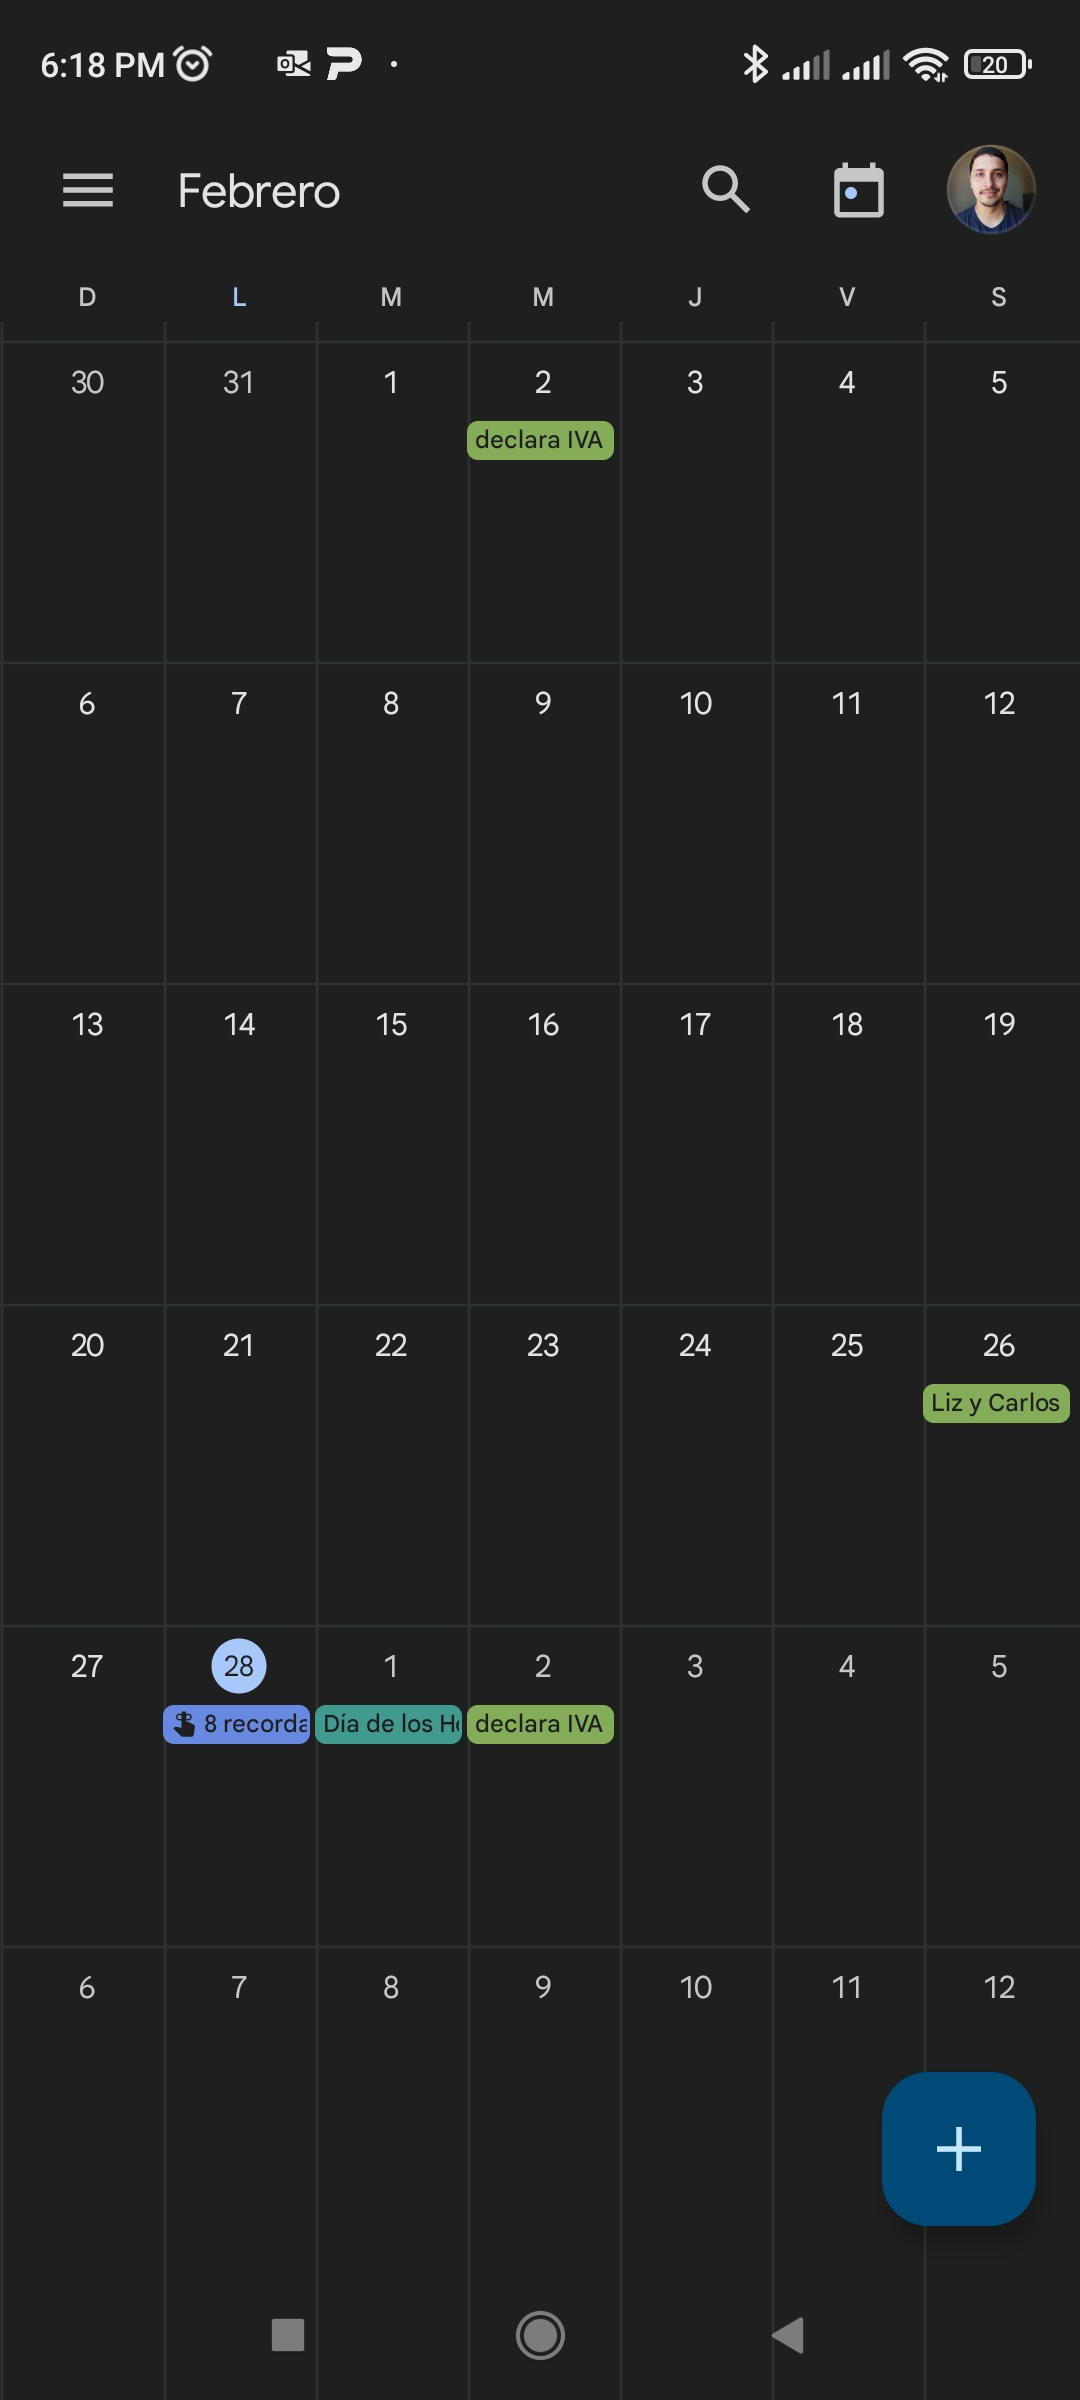 6:18 PM 20
Febrero
D L M M J V S
30 31 1 2 3 4 5
declara IVA
6 7 8 9 10 11 12
13 14 15 16 17 18 19
20 21 22 23 24 25 26
Liz y Carlos
27 28 1 2 3 4 5
8 recorda Día de los Ho declara IVA
6 7 8 9 10 11 12